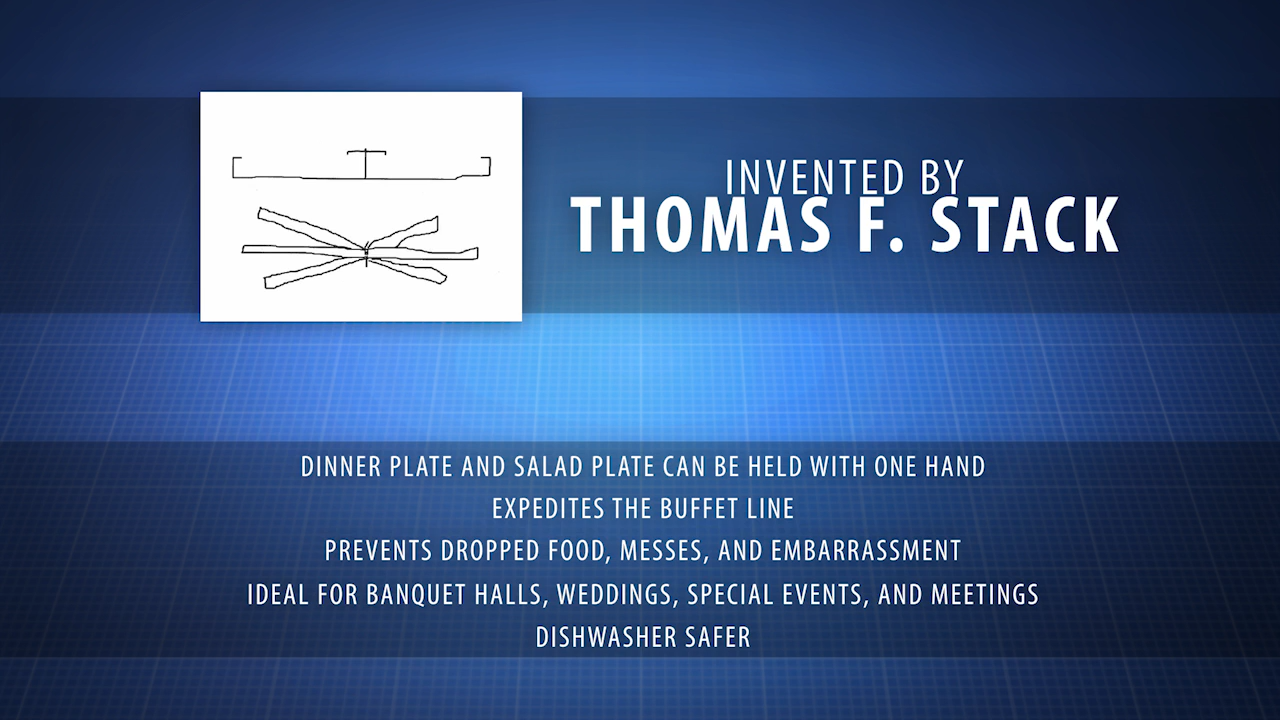 INVENTED BY
THOMAS F. STACK
DINNER PLATE AND SALAD PLATE CAN BE HELD WITH ONE HAND
EXPEDITES THE BUFFET LINE
PREVENTS DROPPED FOOD, MESSES, AND EMBARRASSMENT
IDEAL FOR BANQUET HALLS, WEDDINGS, SPECIAL EVENTS, AND MEETINGS
DISHWASHER SAFER